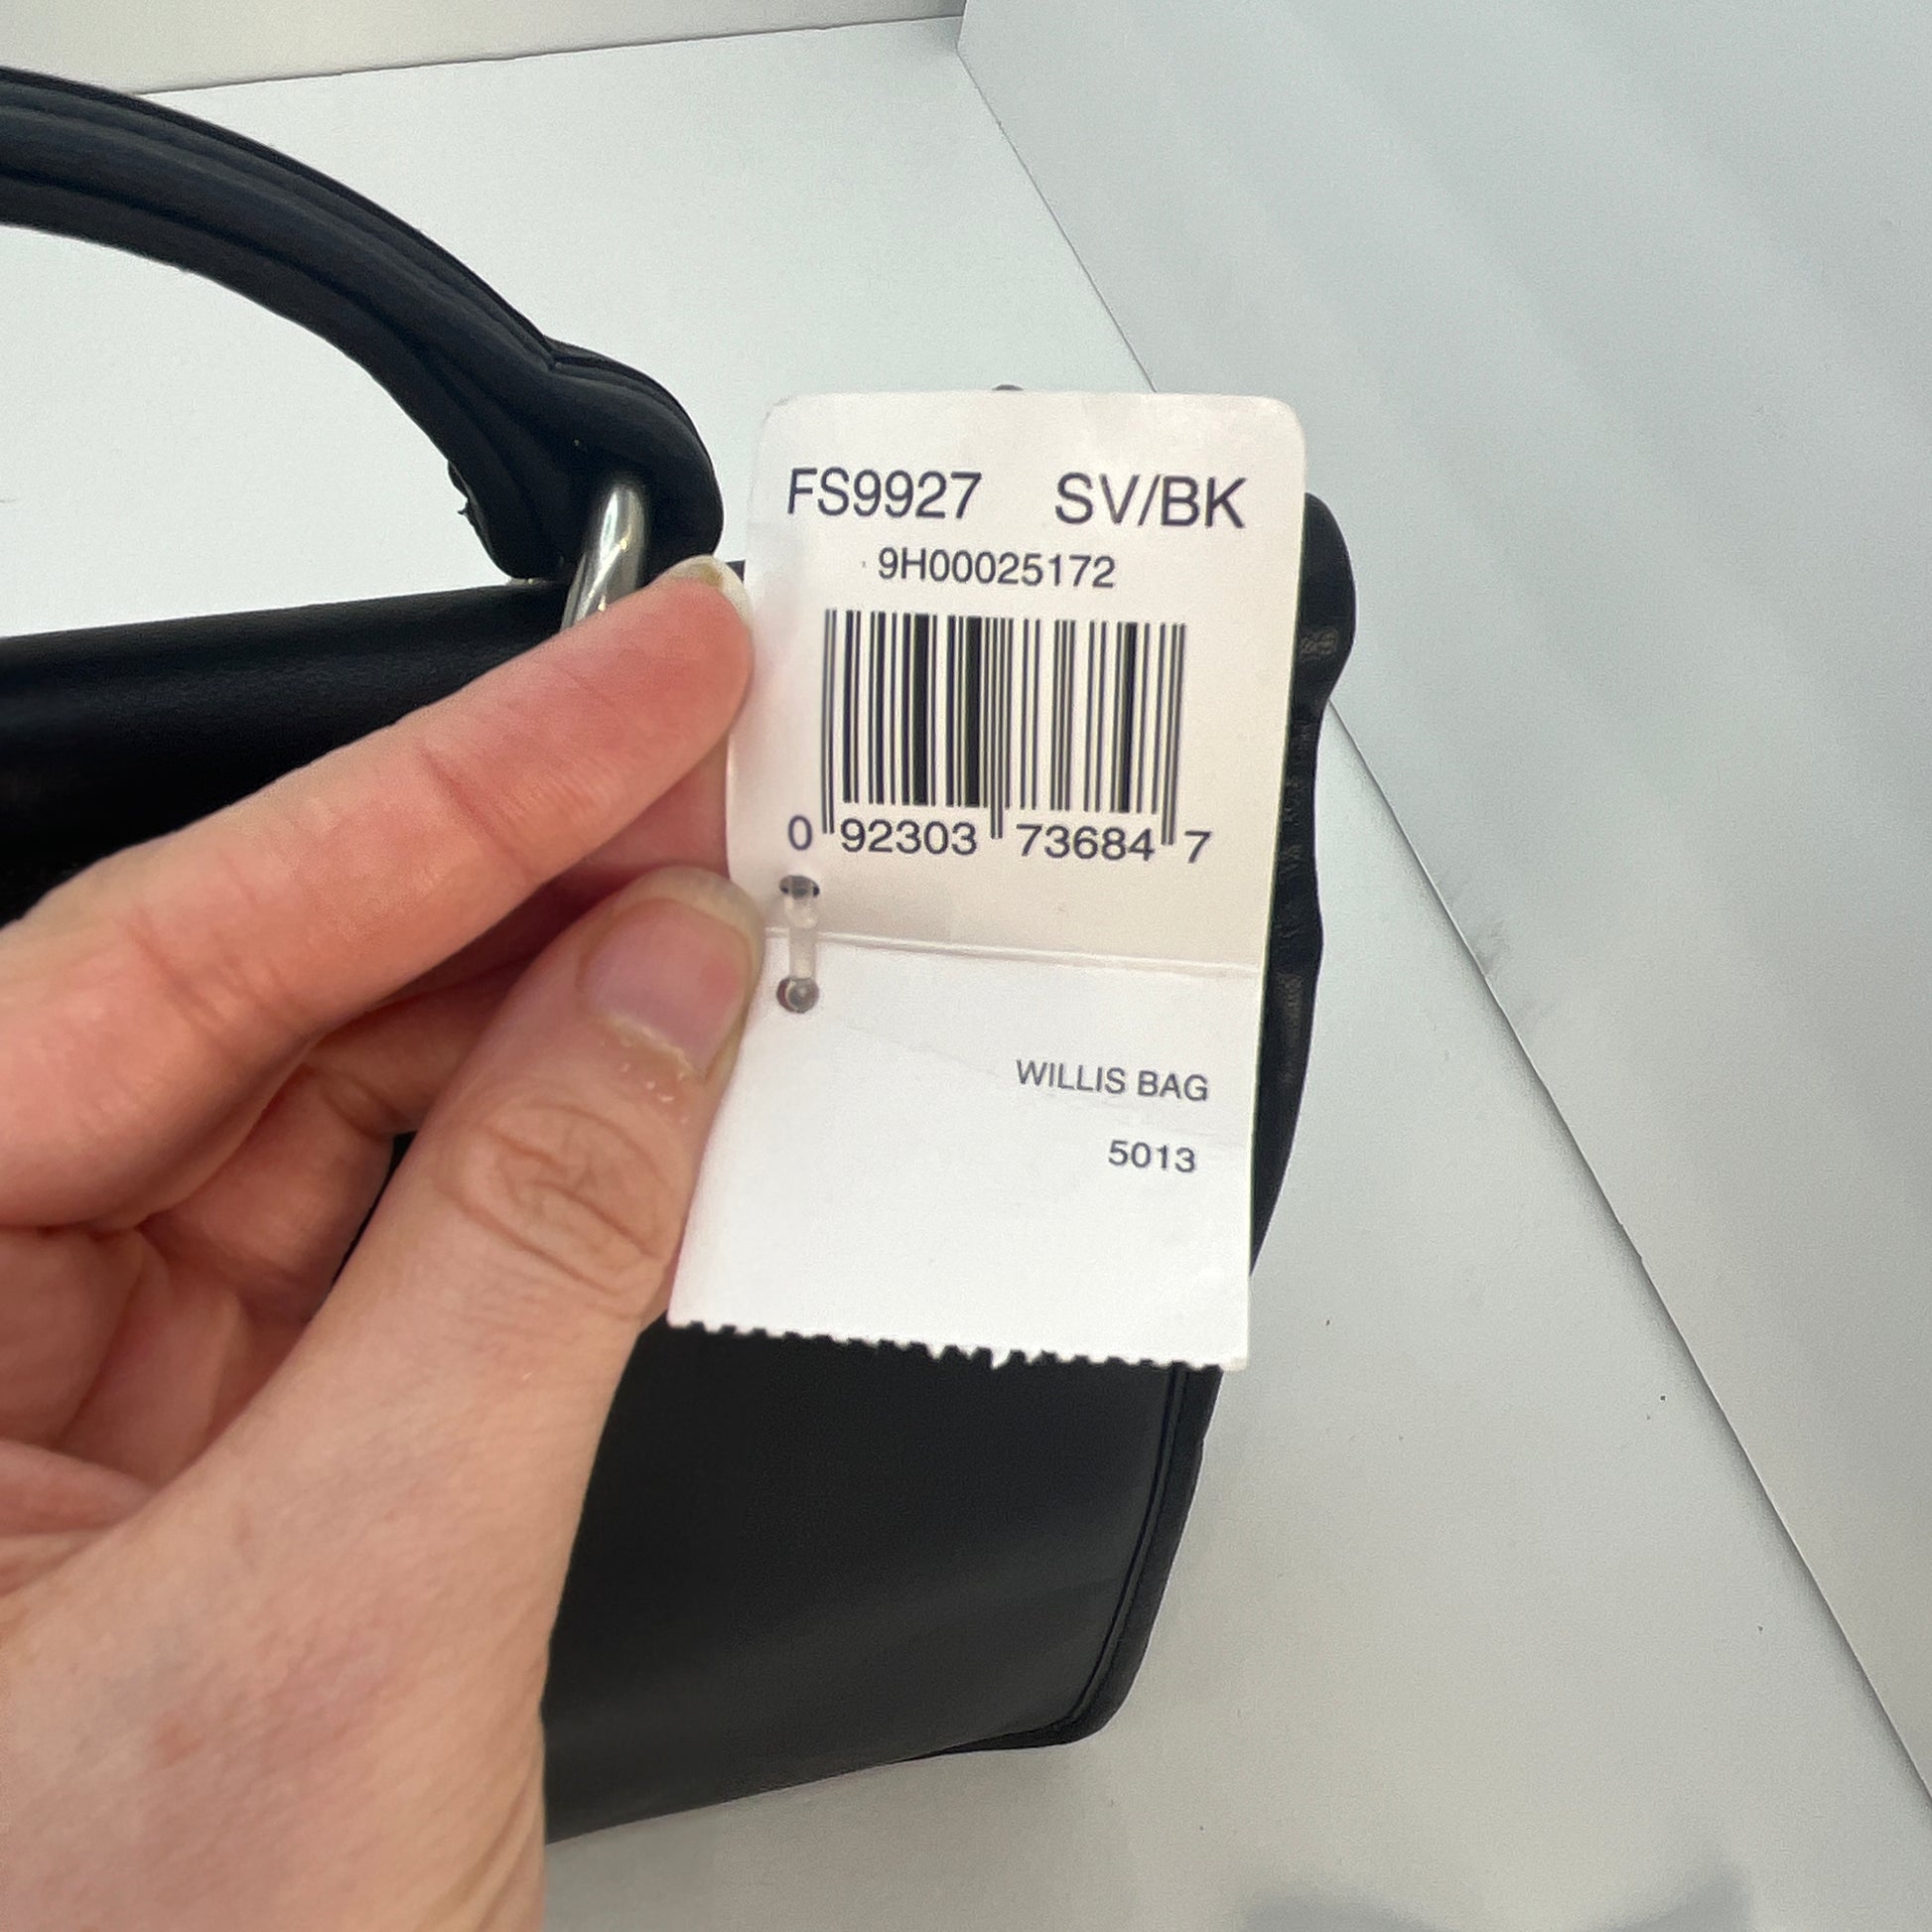 FS9927 SV/BK
9H00025172
0 92303 73684 7
WILLIS BAG
5013